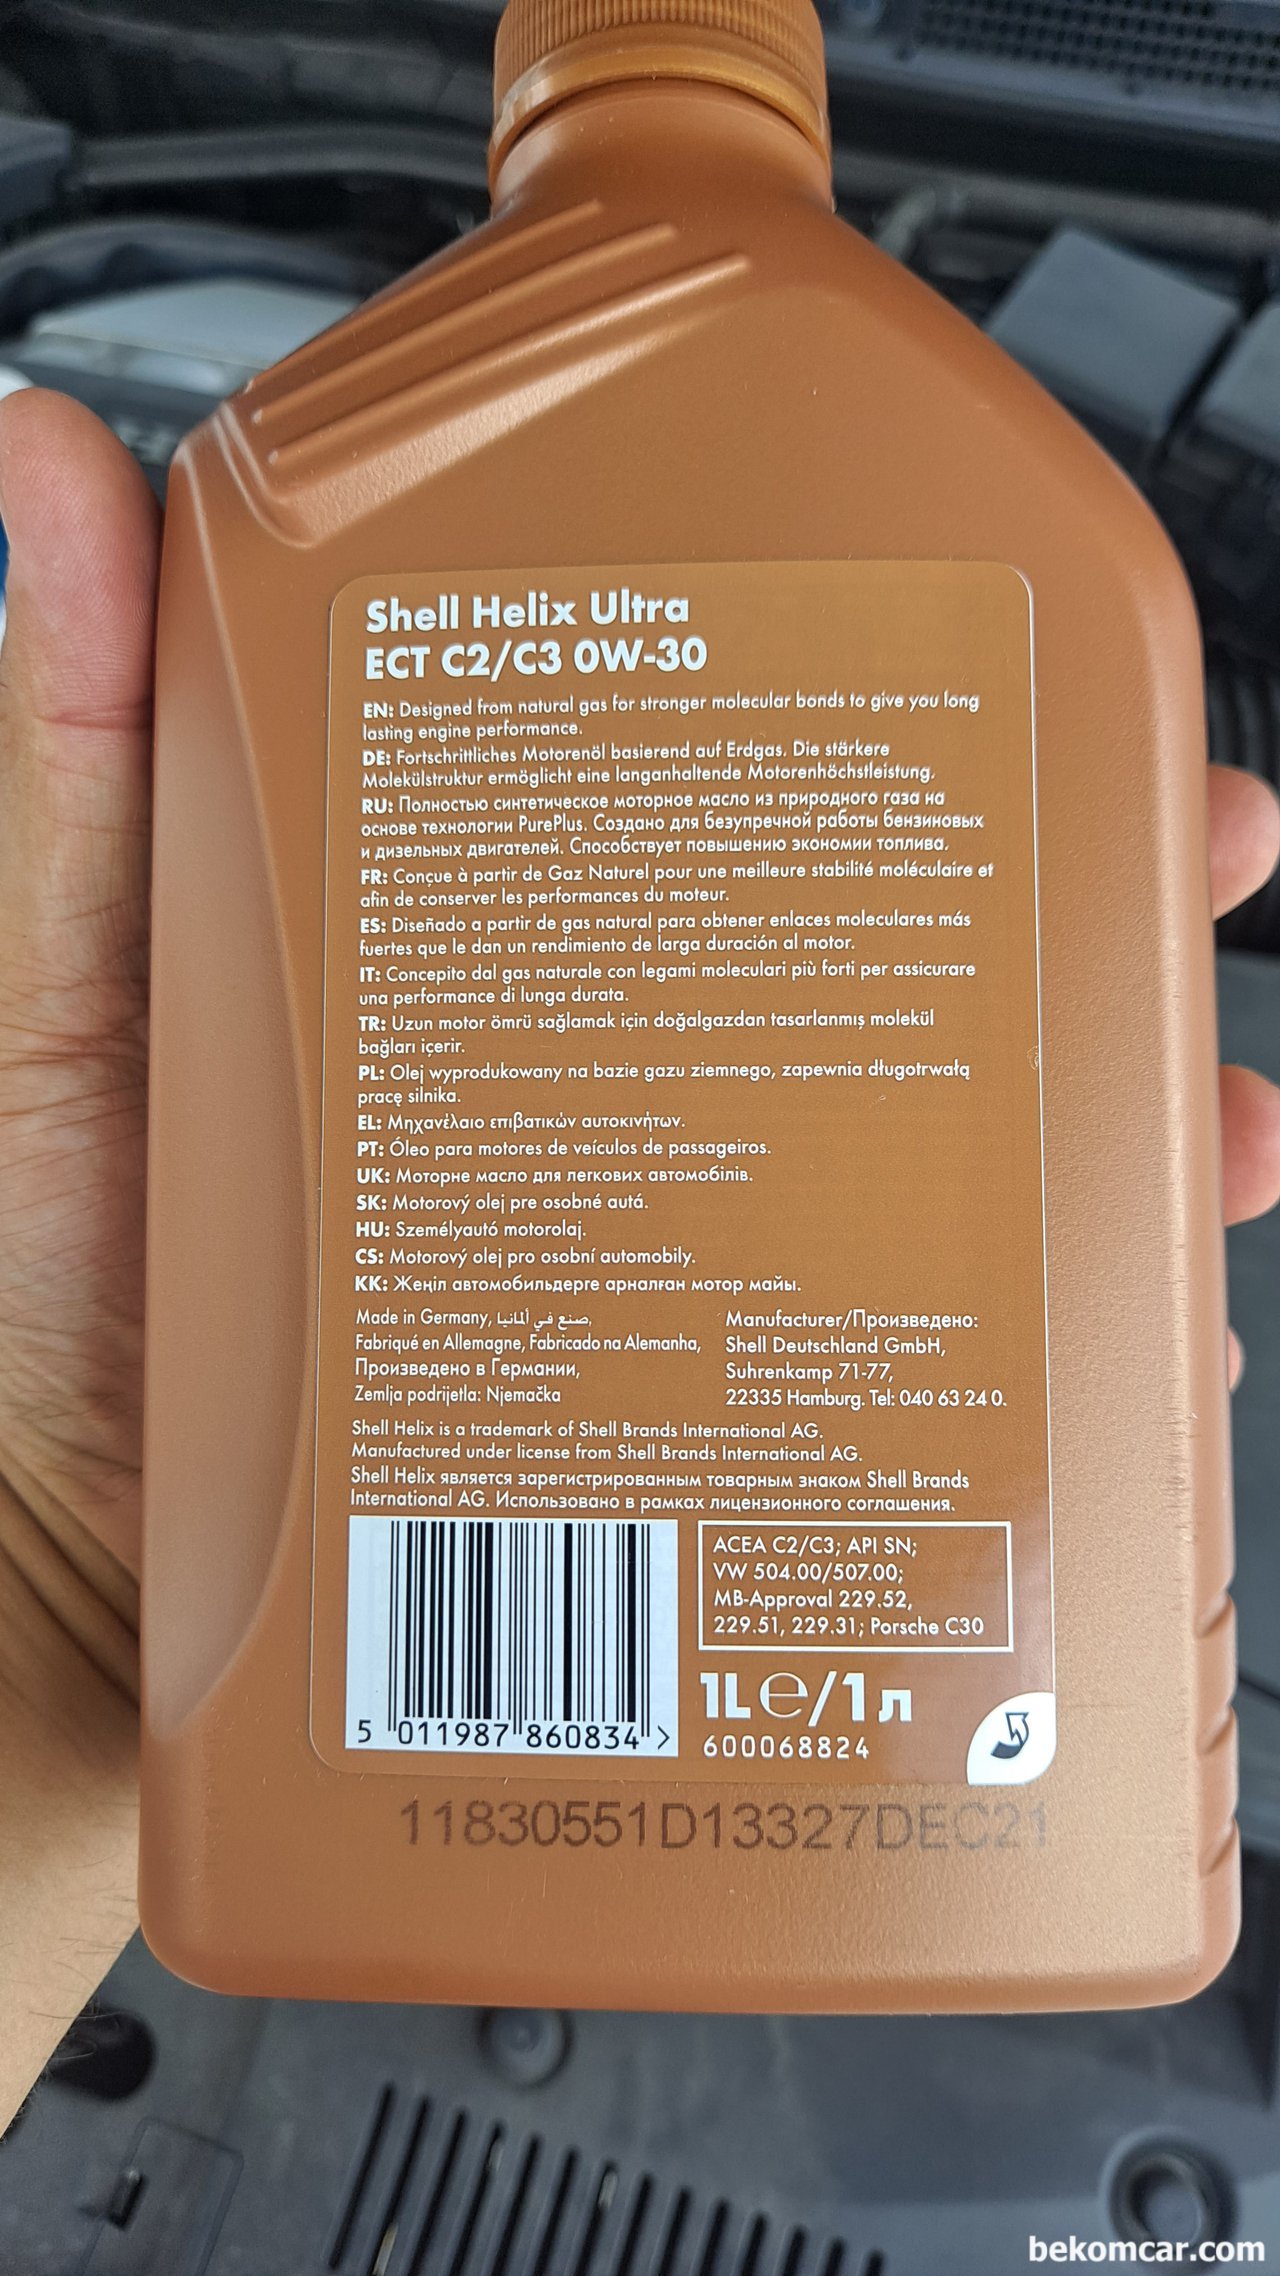 Shell Helix Ultra
ECT C2/C3 0W-30
EN: Designed from natural gas for stronger molecular bonds to give you long
lasting engine performance.
DE: Fortschrittliches Motorenöl basierend auf Erdgas. Die stärkere
Molekülstruktur ermöglicht eine langanhaltende Motorenhöchstleistung.
RU: Полностью синтетическое моторное масло из природного газа на
основе технологии PurePlus. Создано для безупречной работы бензиновых
и дизельных двигателей. Способствует повышению экономии топлива.
FR: Conçue à partir de Gaz Naturel pour une meilleure stabilité moléculaire et
afin de conserver les performances du moteur.
ES: Diseñado a partir de gas natural para obtener enlaces moleculares más
fuertes que le dan un rendimiento de larga duración al motor.
IT: Concepito dal gas naturale con legami moleculari più forti per assicurare
una performance di lunga durata.
TR: Uzun motor ömrü sağlamak için doğalgazdan tasarlanmış molekül
bağları içerir.
PL: Olej wyprodukowany na bazie gazu ziemnego, zapewnia długotrwałą
pracę silnika.
EL: Μηχανέλαιο επιβατικών αυτοκινήτων.
PT: Óleo para motores de veículos de passageiros.
UK: Моторне масло для легкових автомобілів.
SK: Motorový olej pre osobné autá.
HU: Személyautó motorolaj.
CS: Motorový olej pro osobní automobily.
KK: Жеңіл автомобильдерге арналған мотор майы.
Made in Germany, صنع في ألمانيا,
Fabriqué en Allemagne, Fabricado na Alemanha,
Произведено в Германии,
Zemlja podrijetla: Njemačka
Manufacturer/Произведено:
Shell Deutschland GmbH,
Suhrenkamp 71-77,
22335 Hamburg. Tel: 040 63 24 0.
Shell Helix is a trademark of Shell Brands International AG.
Manufactured under license from Shell Brands International AG.
Shell Helix является зарегистрированным товарным знаком Shell Brands
International AG. Использовано в рамках лицензионного соглашения.
5 011987 860834 >
ACEA C2/C3; API SN;
VW 504.00/507.00;
MB-Approval 229.52,
229.51, 229.31; Porsche C30
1L ℮/1л
600068824
11830551D13327DEC21
bekomcar.com